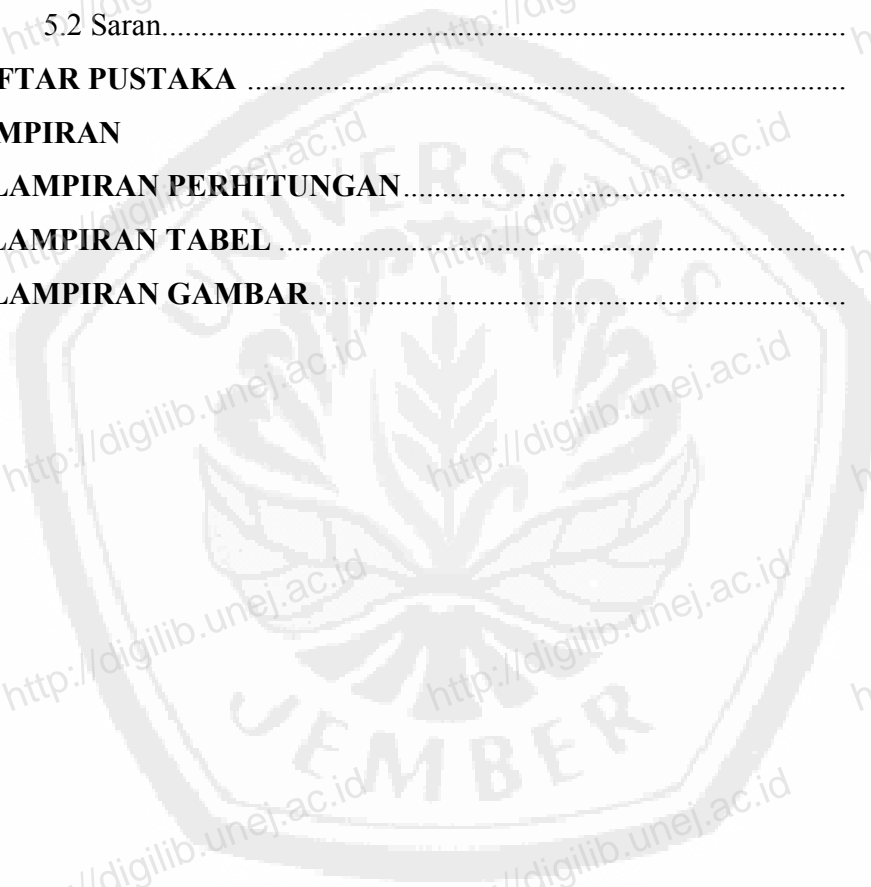 5.2 Saran
FTAR PUSTAKA
MPIRAN
LAMPIRAN PERHITUNGAN
LAMPIRAN TABEL
LAMPIRAN GAMBAR
UNIVERSITAS
JEMBER
http://digilib.unej.ac.id
http://digilib.unej.ac.id
http://digilib.unej.ac.id
http://digilib.unej.ac.id
http://digilib.unej.ac.id
http://digilib.unej.ac.id
//digilib.unej.ac.id
//digilib.unej.ac.id